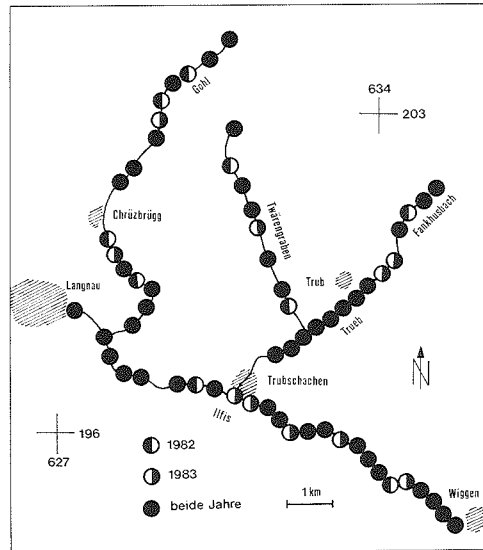 Gohl
634
203
Chrüzbrügg
Twärengraben
Fankhusbach
Trub
Langnau
Trueb
Trubschachen
N
Ilfis
196
627
1982
1983
beide Jahre
1 km
Wiggen